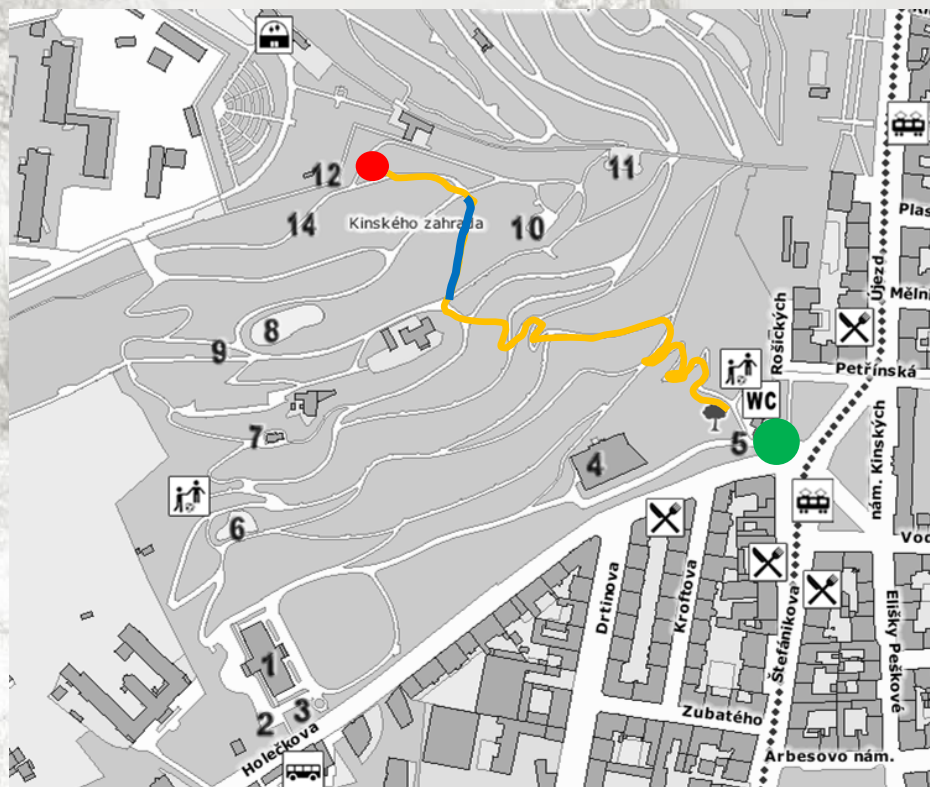 12
11
14
Kinského zahrada
10
Plas
Újezd
Mělni
Rošických
8
9
Petřínská
WC
7
5
nám. Kinských
4
6
Vod
Drtinova
Kroftova
Štefánikova
Elišky Peškové
1
2
3
Zubatého
Holečkova
Arbesovo nám.